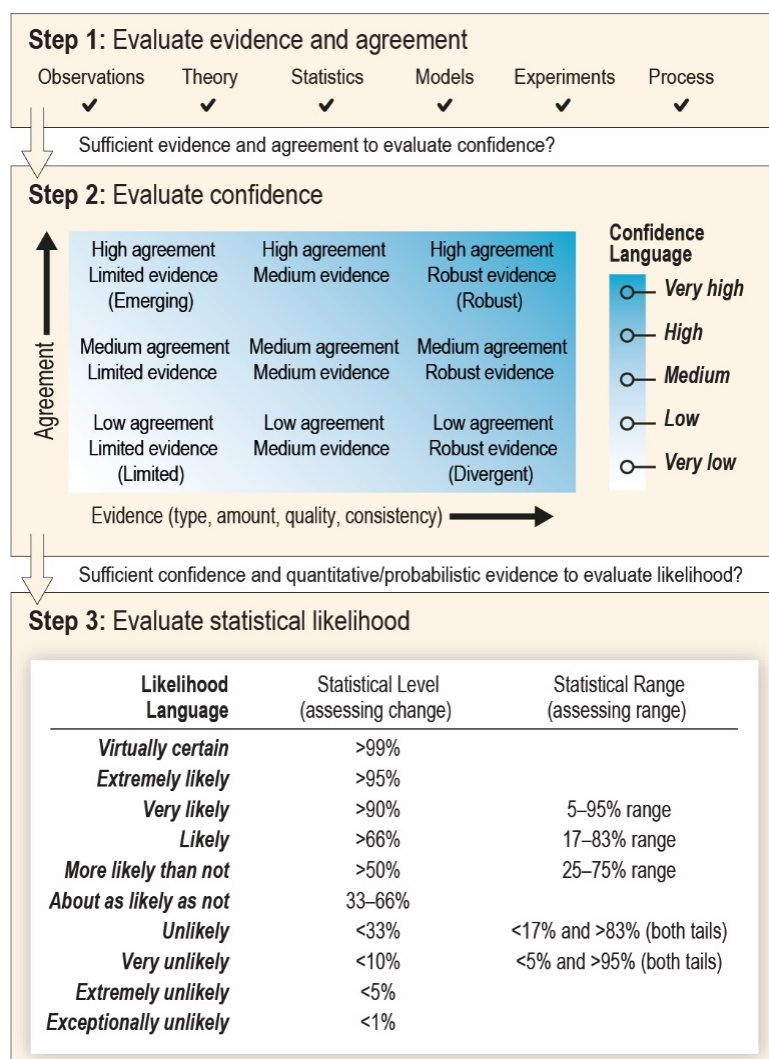 Step 1: Evaluate evidence and agreement
Observations Theory Statistics Models Experiments Process
Sufficient evidence and agreement to evaluate confidence?
Step 2: Evaluate confidence
Agreement
High agreement
Limited evidence
(Emerging)
High agreement
Medium evidence
High agreement
Robust evidence
(Robust)
Medium agreement
Limited evidence
Medium agreement
Medium evidence
Medium agreement
Robust evidence
Low agreement
Limited evidence
(Limited)
Low agreement
Medium evidence
Low agreement
Robust evidence
(Divergent)
Evidence (type, amount, quality, consistency)
Confidence
Language
Very high
High
Medium
Low
Very low
Sufficient confidence and quantitative/probabilistic evidence to evaluate likelihood?
Step 3: Evaluate statistical likelihood
Likelihood Statistical Level Statistical Range
Language (assessing change) (assessing range)
Virtually certain >99%
Extremely likely >95%
Very likely >90% 5–95% range
Likely >66% 17–83% range
More likely than not >50% 25–75% range
About as likely as not 33–66%
Unlikely <33% <17% and >83% (both tails)
Very unlikely <10% <5% and >95% (both tails)
Extremely unlikely <5%
Exceptionally unlikely <1%